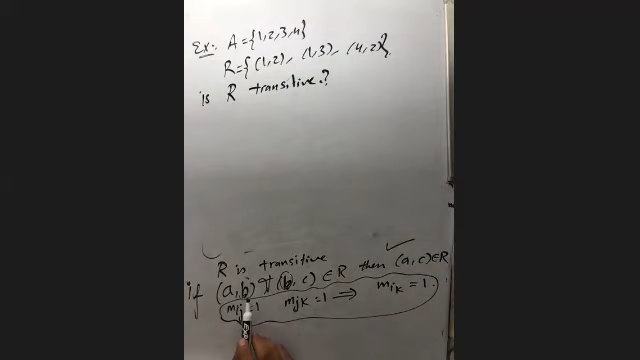 Ex:. A={1,2,3,4}
R={(1,2), (1,3), (4,2)}.
is R transitive.?
R is transitive
if (a,b) & (b,c) ∈ R then (a,c) ∈ R
mij=1 mjk=1 ⟹ mik=1.